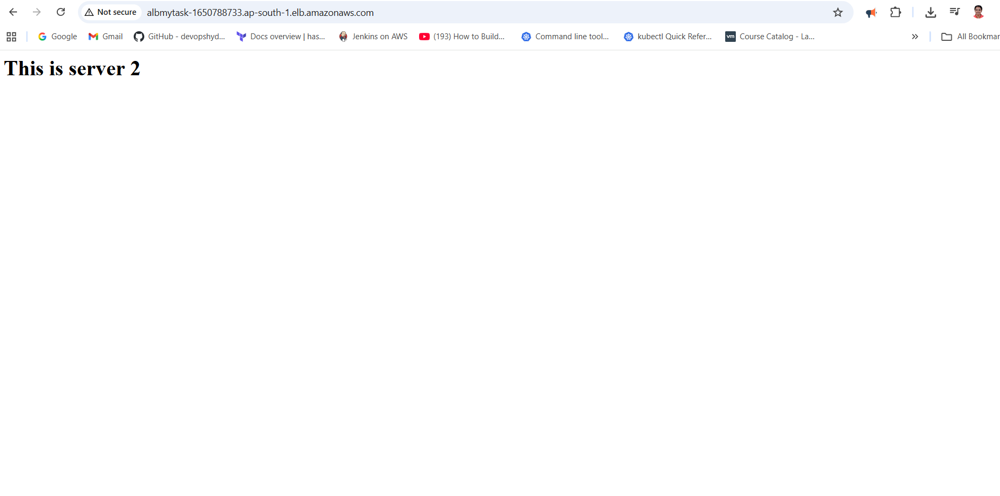 Not secure albmytask-1650788733.ap-south-1.elb.amazonaws.com
Google Gmail GitHub - devopshyd... Docs overview | has... Jenkins on AWS (193) How to Build... Command line tool... kubectl Quick Refer... vm Course Catalog - La... All Bookmar
This is server 2